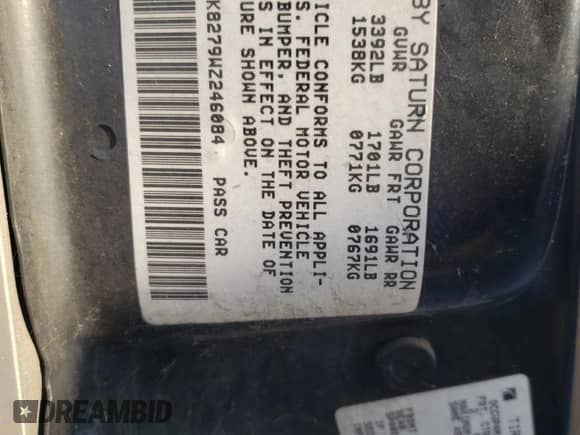 BY SATURN CORPORATION
GVWR GAWR FRT GAWR RR
3392LB 1701LB 1691LB
1538KG 0771KG 0767KG
ICLE CONFORMS TO ALL APPLI-
S. FEDERAL MOTOR VEHICLE
BUMPER, AND THEFT PREVENTION
S IN EFFECT ON THE DATE OF
URE SHOWN ABOVE.
K8279WZ246084 PASS CAR
DREAMBID